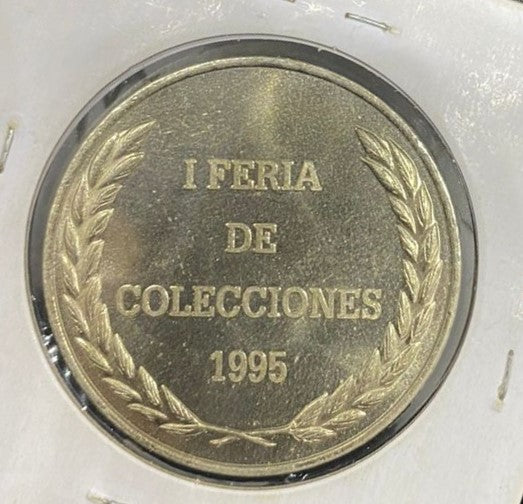 I FERIA
DE
COLECCIONES
1995